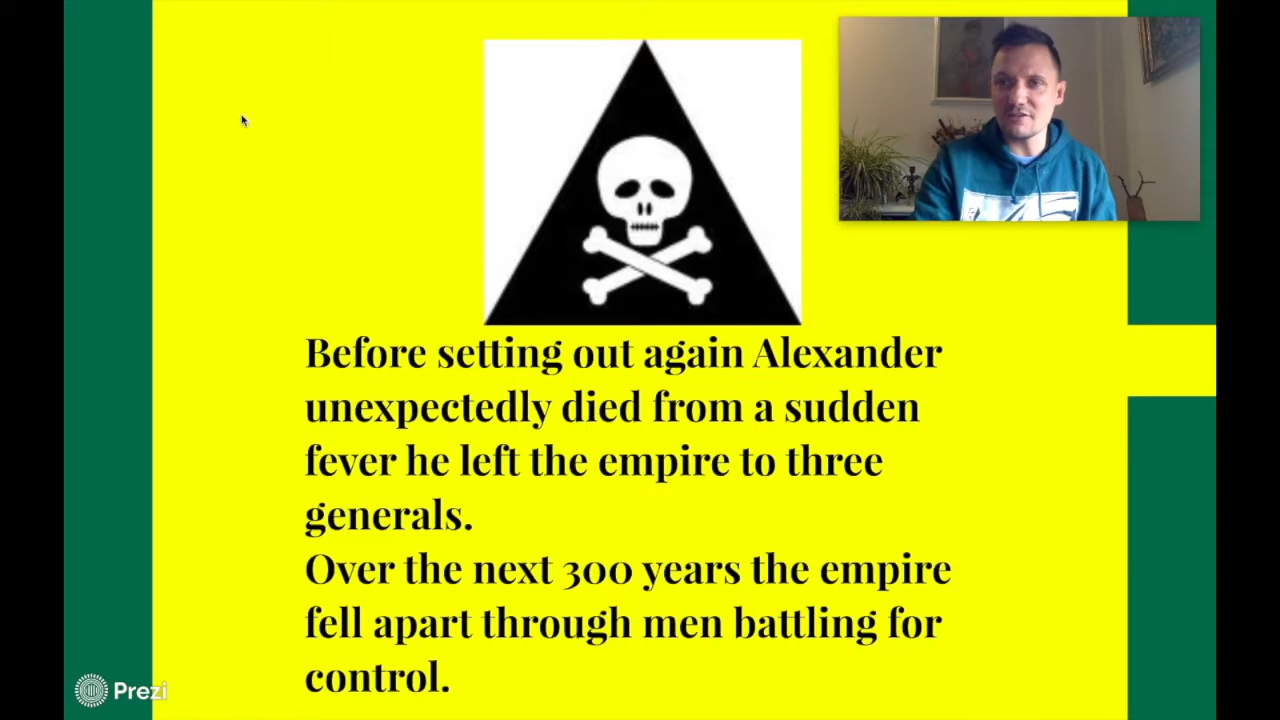 Before setting out again Alexander
unexpectedly died from a sudden
fever he left the empire to three
generals.
Over the next 300 years the empire
fell apart through men battling for
control.
Prezi